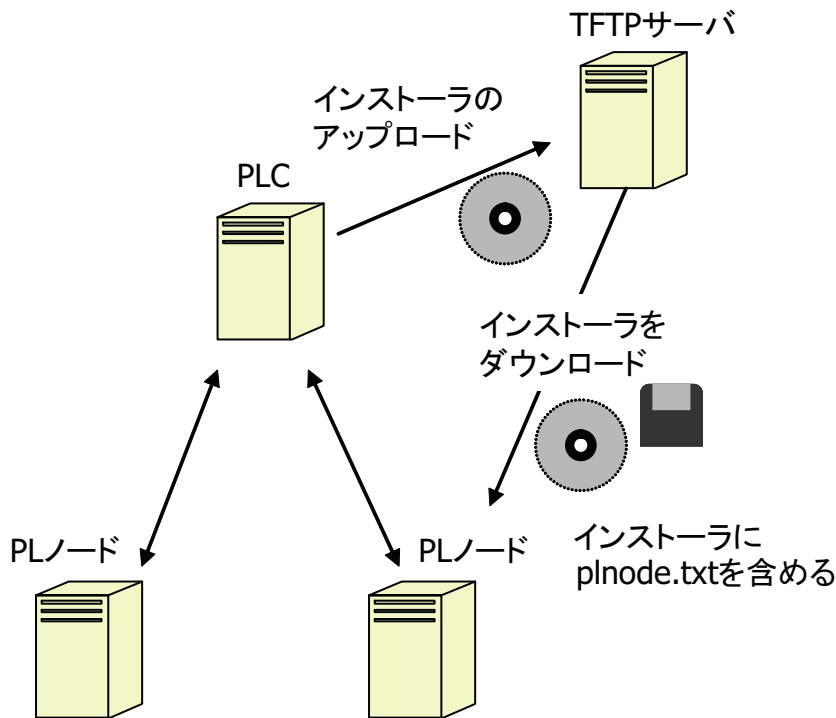 TFTPサーバ
インストーラの
アップロード
PLC
インストーラを
ダウンロード
PLノード
PLノード
インストーラに
plnode.txtを含める